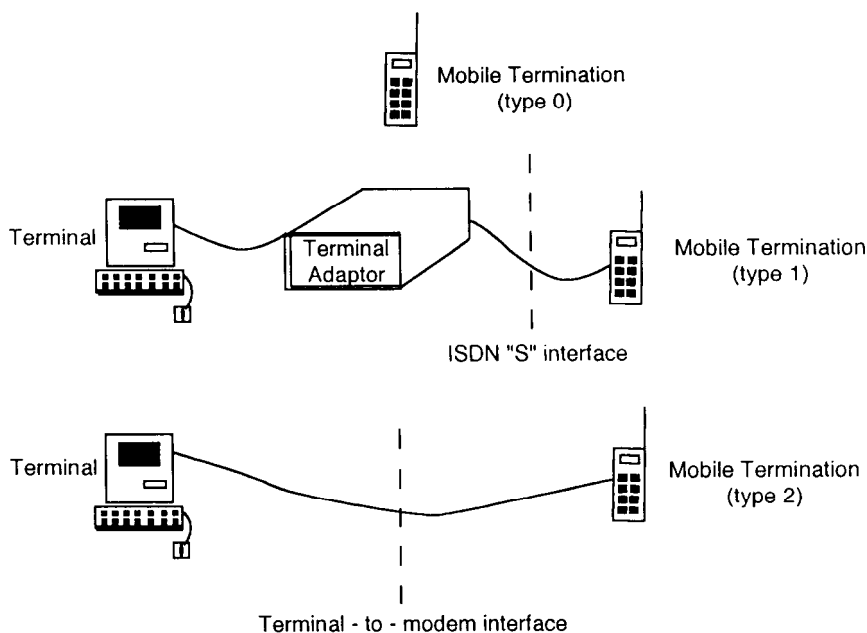 Mobile Termination
(type 0)
Terminal
Terminal
Adaptor
Mobile Termination
(type 1)
ISDN "S" interface
Terminal
Mobile Termination
(type 2)
Terminal - to - modem interface